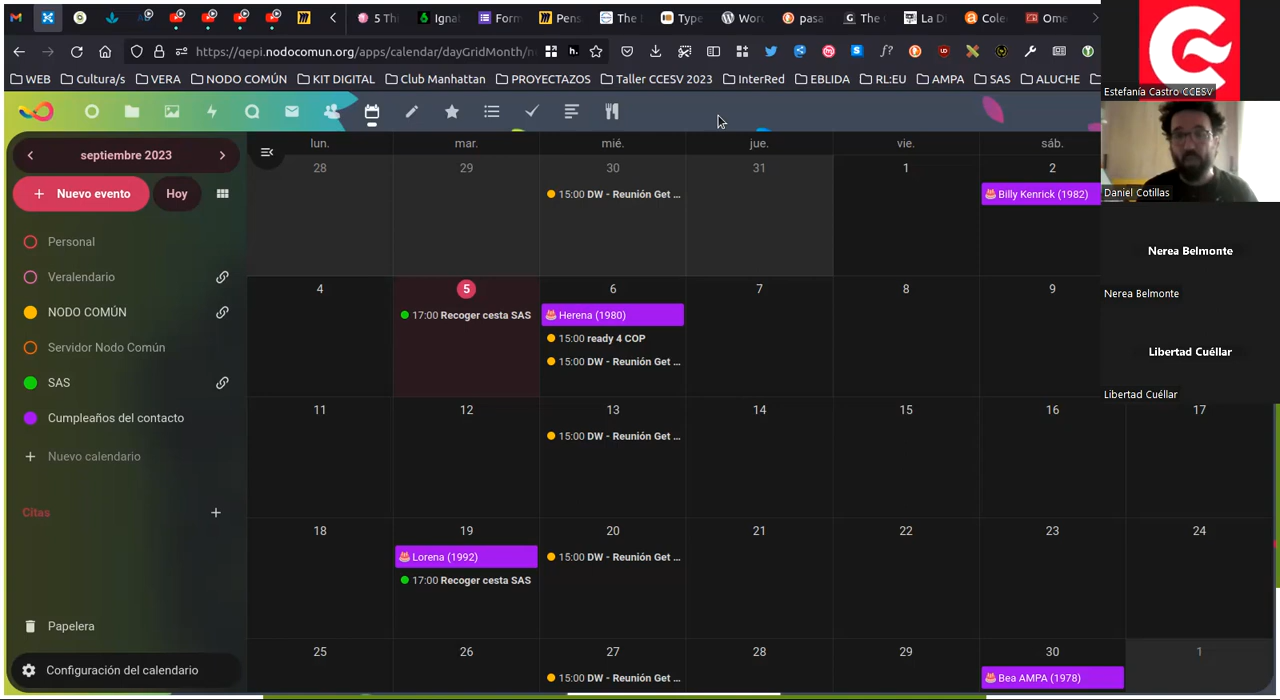 5 Th
Ignal
Form
Pens
The
Type
Wor
pasa
The
La D
Cole
Ome
https://qepi.nodocomun.org/apps/calendar/dayGridMonth/n
WEB
Cultura/s
VERA
NODO COMÚN
KIT DIGITAL
Club Manhattan
PROYECTAZOS
Taller CCESV 2023
InterRed
EBLIDA
RL:EU
AMPA
SAS
ALUCHE
Estefanía Castro CCESV
Daniel Cotillas
Nerea Belmonte
Nerea Belmonte
Libertad Cuéllar
Libertad Cuéllar
septiembre 2023
+ Nuevo evento
Hoy
Personal
Veralendario
NODO COMÚN
Servidor Nodo Común
SAS
Cumpleaños del contacto
+ Nuevo calendario
Citas +
Papelera
Configuración del calendario
lun. mar. mié. jue. vie. sáb.
28 29 30 31 1 2
15:00 DW - Reunión Get ...
Billy Kenrick (1982)
4 5 6 7 8 9
17:00 Recoger cesta SAS
Herena (1980)
15:00 ready 4 COP
15:00 DW - Reunión Get ...
11 12 13 14 15 16 17
15:00 DW - Reunión Get ...
18 19 20 21 22 23 24
Lorena (1992)
15:00 DW - Reunión Get ...
17:00 Recoger cesta SAS
25 26 27 28 29 30 1
15:00 DW - Reunión Get ...
Bea AMPA (1978)